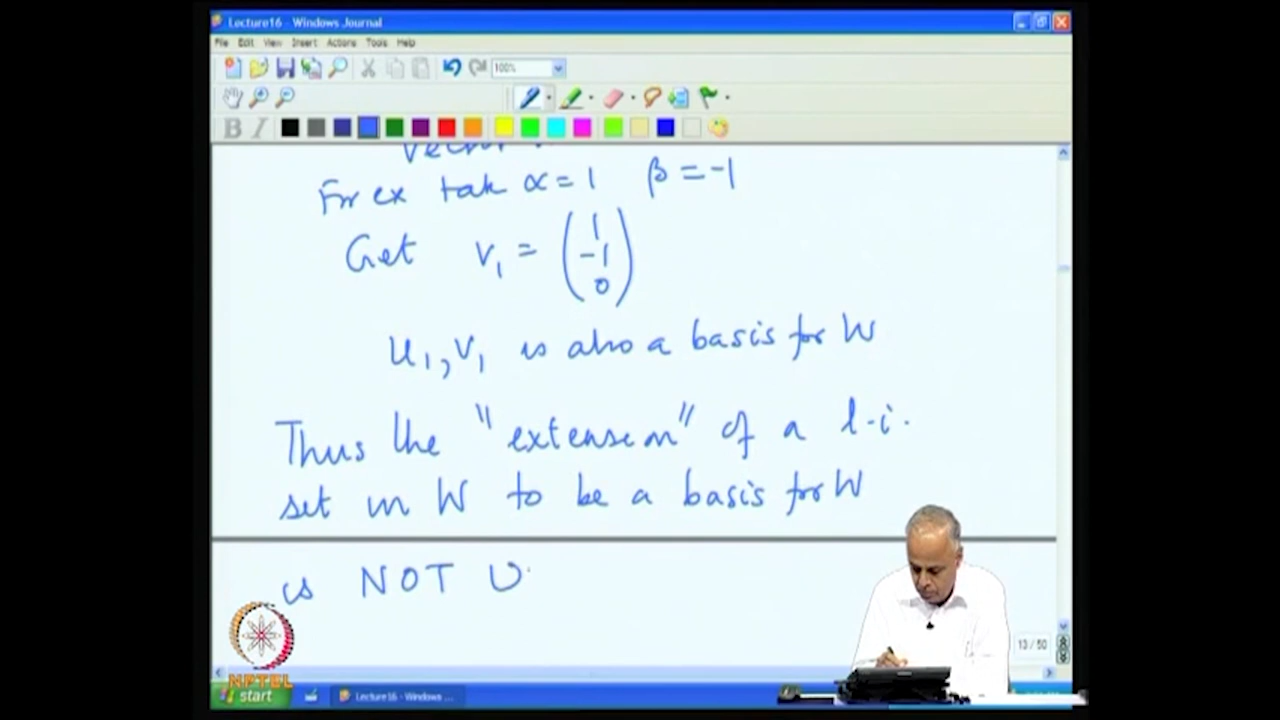 Lecture16 - Windows Journal
File Edit View Insert Actions Tools Help
100%
B I
Vector
For ex tak α = 1 β = -1
Get v₁ = (1 -1 0)
u₁, v₁ is also a basis for W
Thus the "extension" of a l.i.
set in W to be a basis for W
is NOT U
13 / 50
NPTEL
start Lecture16 - Windows ...